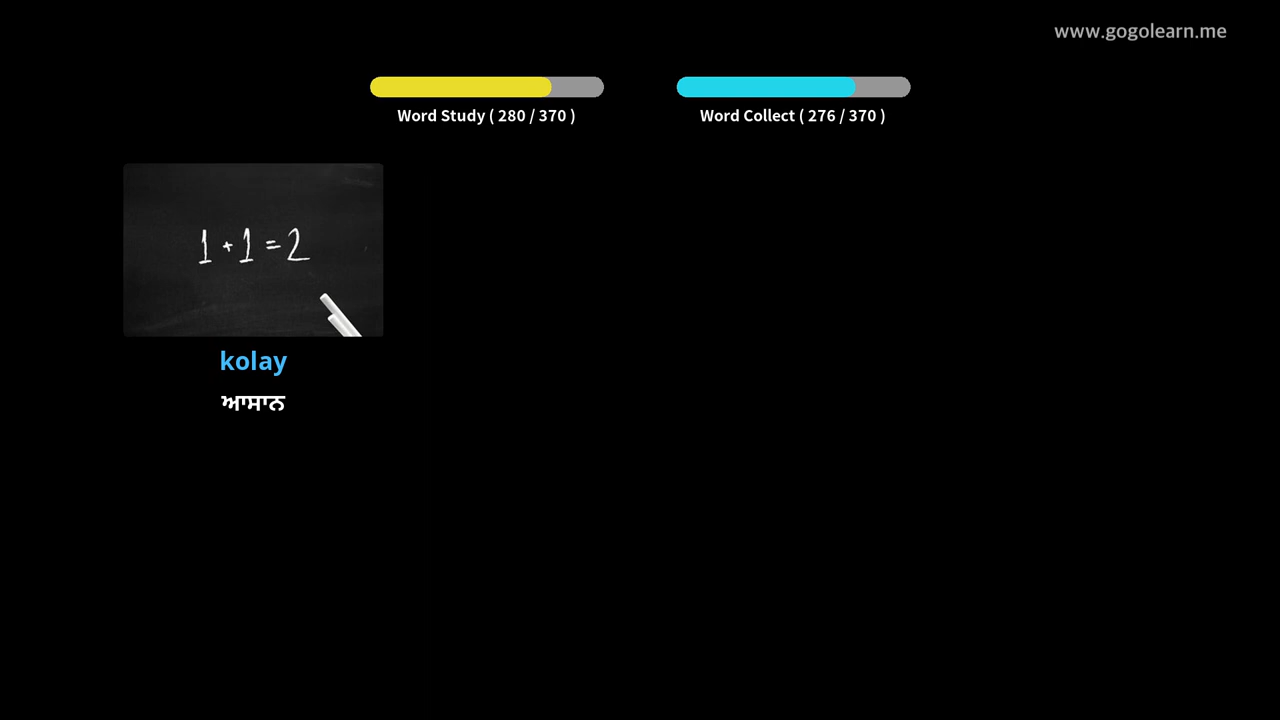 www.gogolearn.me
Word Study ( 280 / 370 )
Word Collect ( 276 / 370 )
1 + 1 = 2
kolay
ਆਸਾਨ